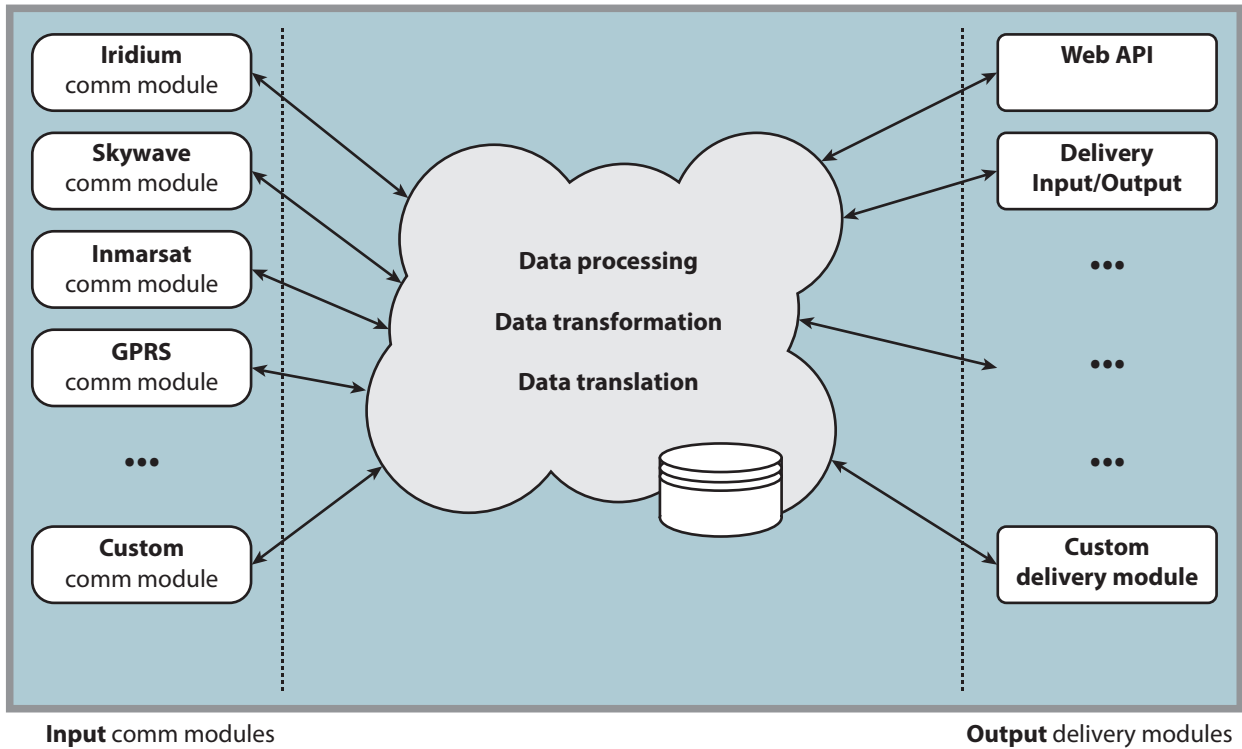 Iridium
comm module
Skywave
comm module
Inmarsat
comm module
GPRS
comm module
•••
Custom
comm module
Data processing
Data transformation
Data translation
Web API
Delivery
Input/Output
•••
•••
•••
Custom
delivery module
Input comm modules
Output delivery modules